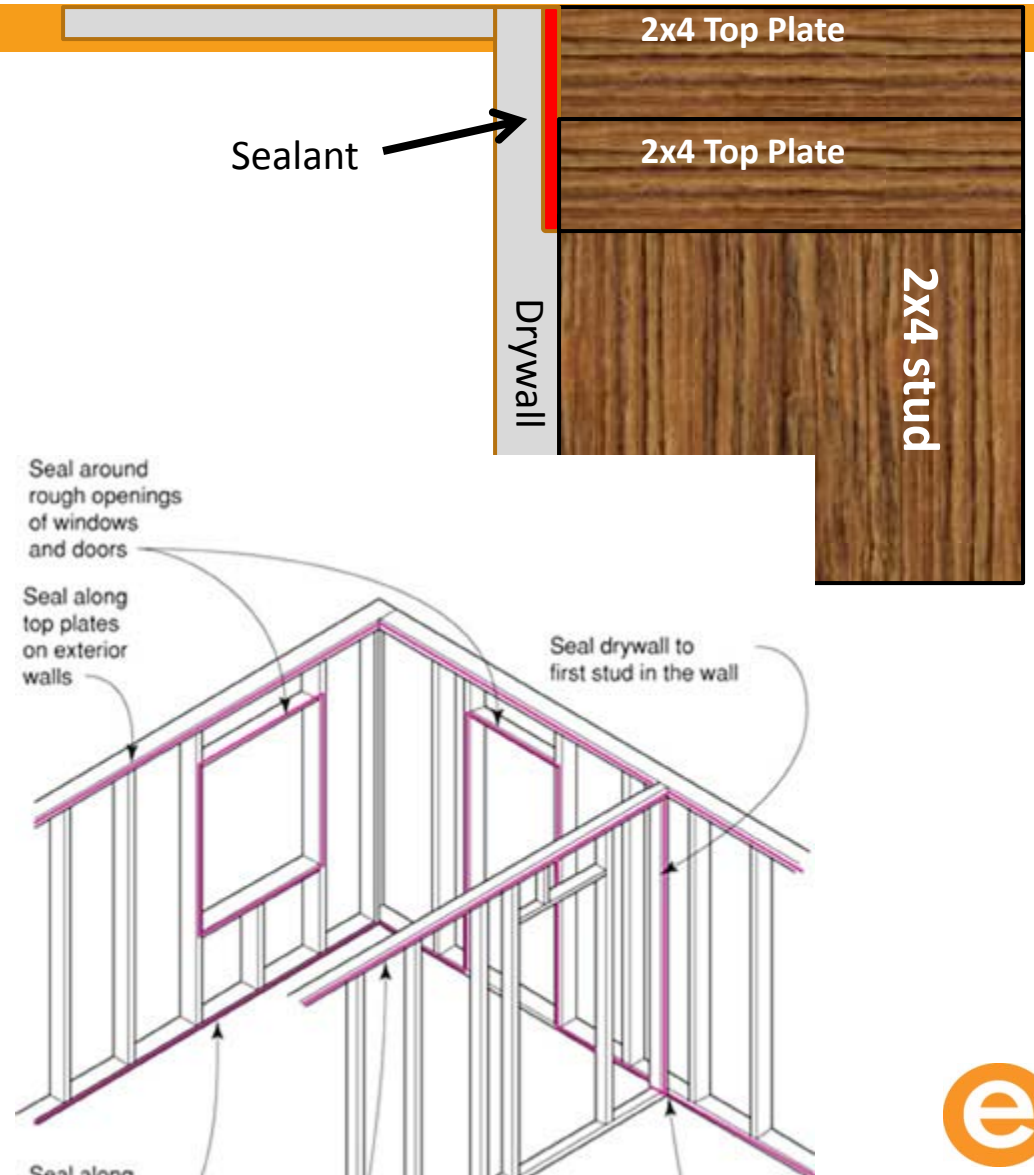 2x4 Top Plate
Sealant
2x4 Top Plate
Drywall
2x4 stud
Seal around
rough openings
of windows
and doors
Seal along
top plates
on exterior
walls
Seal drywall to
first stud in the wall
Seal along
e